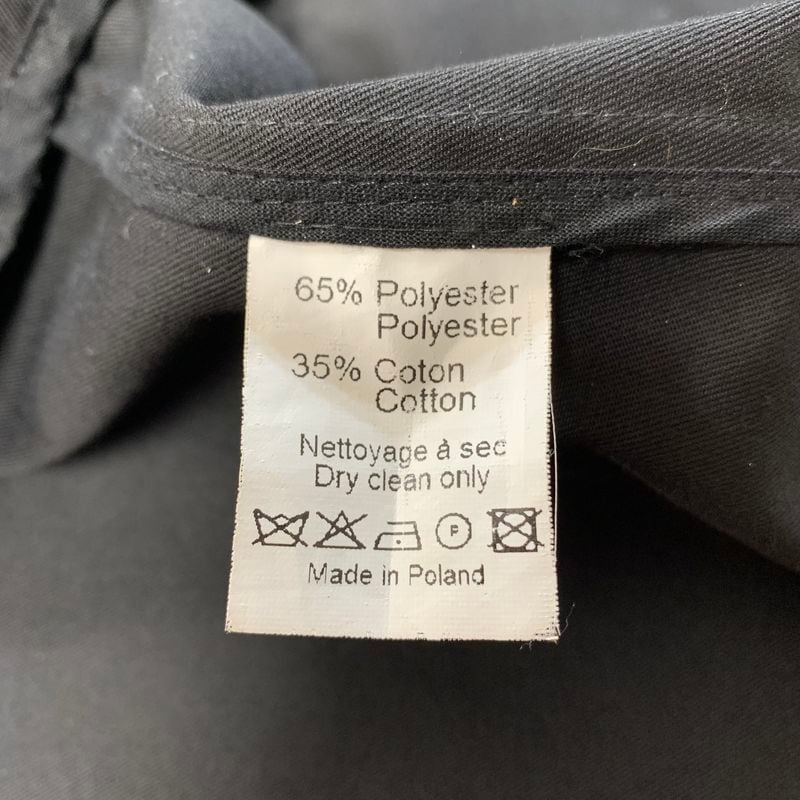 65% Polyester
Polyester
35% Coton
Cotton
Nettoyage à sec
Dry clean only
P
Made in Poland